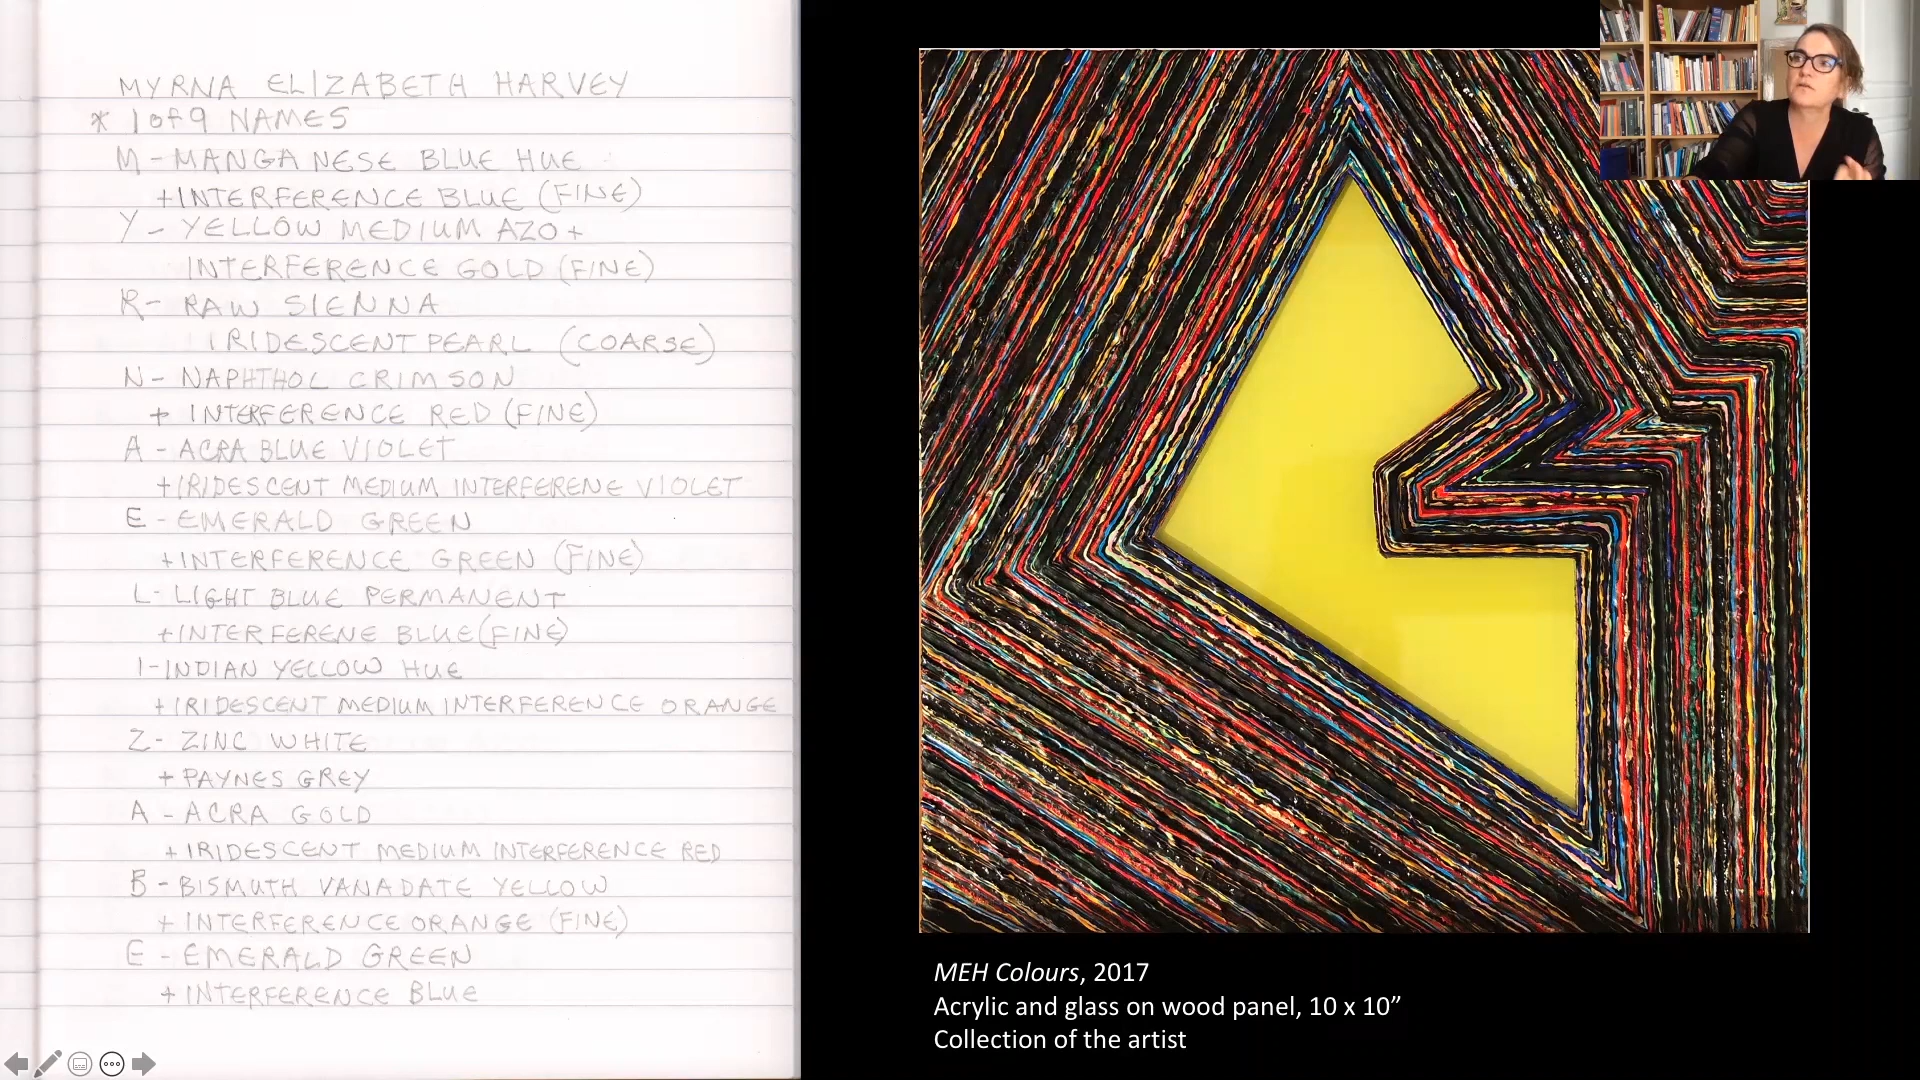 MYRNA ELIZABETH HARVEY
* 1 of 9 NAMES
M - MANGANESE BLUE HUE
+ INTERFERENCE BLUE (FINE)
Y - YELLOW MEDIUM AZO +
INTERFERENCE GOLD (FINE)
R - RAW SIENNA
IRIDESCENT PEARL (COARSE)
N - NAPHTHOL CRIMSON
+ INTERFERENCE RED (FINE)
A - ACRA BLUE VIOLET
+ IRIDESCENT MEDIUM INTERFERENE VIOLET
E - EMERALD GREEN
+ INTERFERENCE GREEN (FINE)
L - LIGHT BLUE PERMANENT
+ INTERFERENE BLUE (FINE)
I - INDIAN YELLOW HUE
+ IRIDESCENT MEDIUM INTERFERENCE ORANGE
Z - ZINC WHITE
+ PAYNES GREY
A - ACRA GOLD
+ IRIDESCENT MEDIUM INTERFERENCE RED
B - BISMUTH VANADATE YELLOW
+ INTERFERENCE ORANGE (FINE)
E - EMERALD GREEN
+ INTERFERENCE BLUE
MEH Colours, 2017
Acrylic and glass on wood panel, 10 x 10”
Collection of the artist